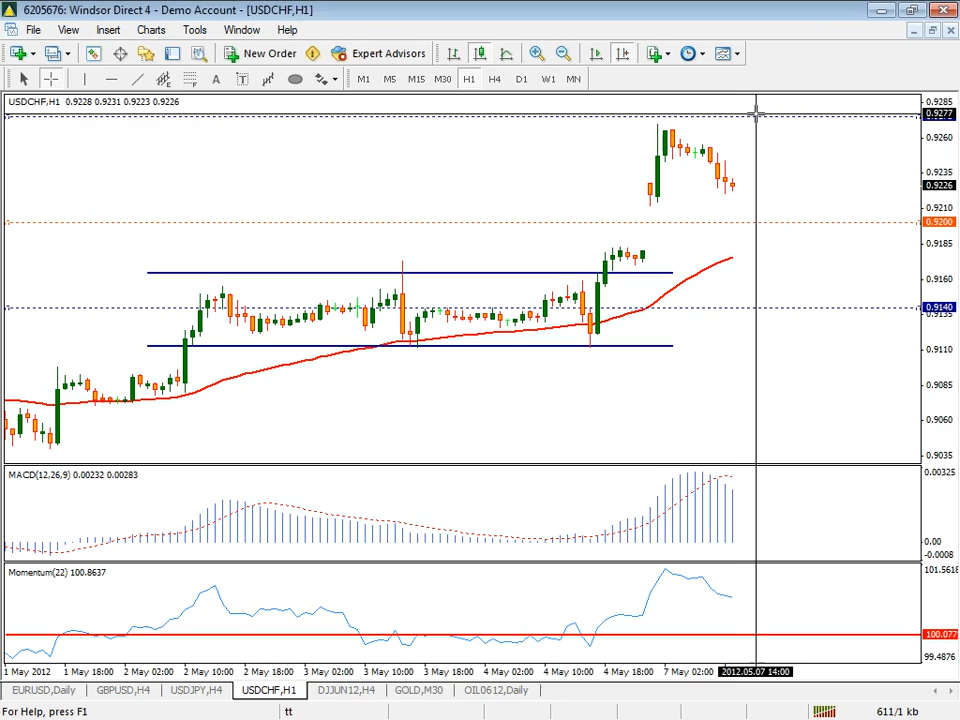 6205676: Windsor Direct 4 - Demo Account - [USDCHF,H1]
File View Insert Charts Tools Window Help
New Order Expert Advisors
A T M1 M5 M15 M30 H1 H4 D1 W1 MN
USDCHF,H1 0.9228 0.9231 0.9223 0.9226
0.9285
0.9277
0.9260
0.9235
0.9226
0.9210
0.9200
0.9185
0.9160
0.9140
0.9135
0.9110
0.9085
0.9060
0.9035
MACD(12,26,9) 0.00232 0.00283
0.00325
0.00
-0.0008
Momentum(22) 100.8637
101.5618
100.077
99.4876
1 May 2012 1 May 18:00 2 May 02:00 2 May 10:00 2 May 18:00 3 May 02:00 3 May 10:00 3 May 18:00 4 May 02:00 4 May 10:00 4 May 18:00 7 May 02:00 2012.05.07 14:00
EURUSD,Daily GBPUSD,H4 USDJPY,H4 USDCHF,H1 DJJUN12,H4 GOLD,M30 OIL0612,Daily
For Help, press F1 tt 611/1 kb